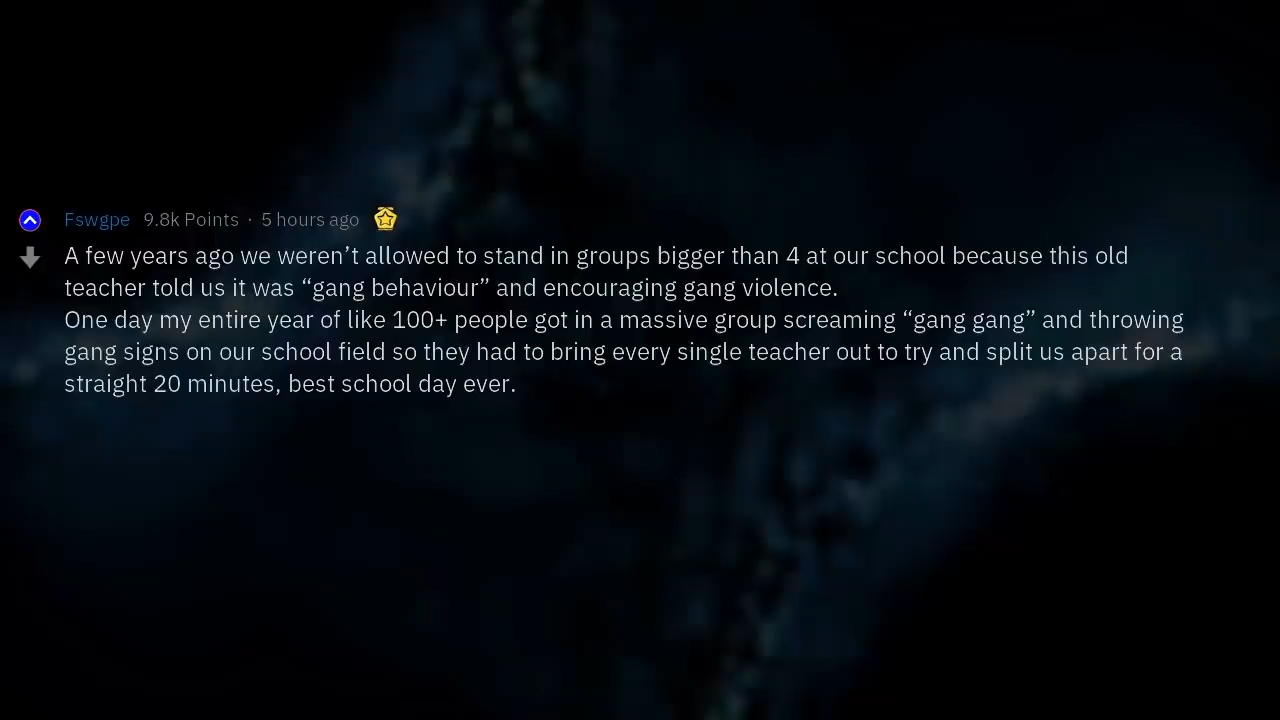 Fswgpe 9.8k Points · 5 hours ago
A few years ago we weren’t allowed to stand in groups bigger than 4 at our school because this old
teacher told us it was “gang behaviour” and encouraging gang violence.
One day my entire year of like 100+ people got in a massive group screaming “gang gang” and throwing
gang signs on our school field so they had to bring every single teacher out to try and split us apart for a
straight 20 minutes, best school day ever.